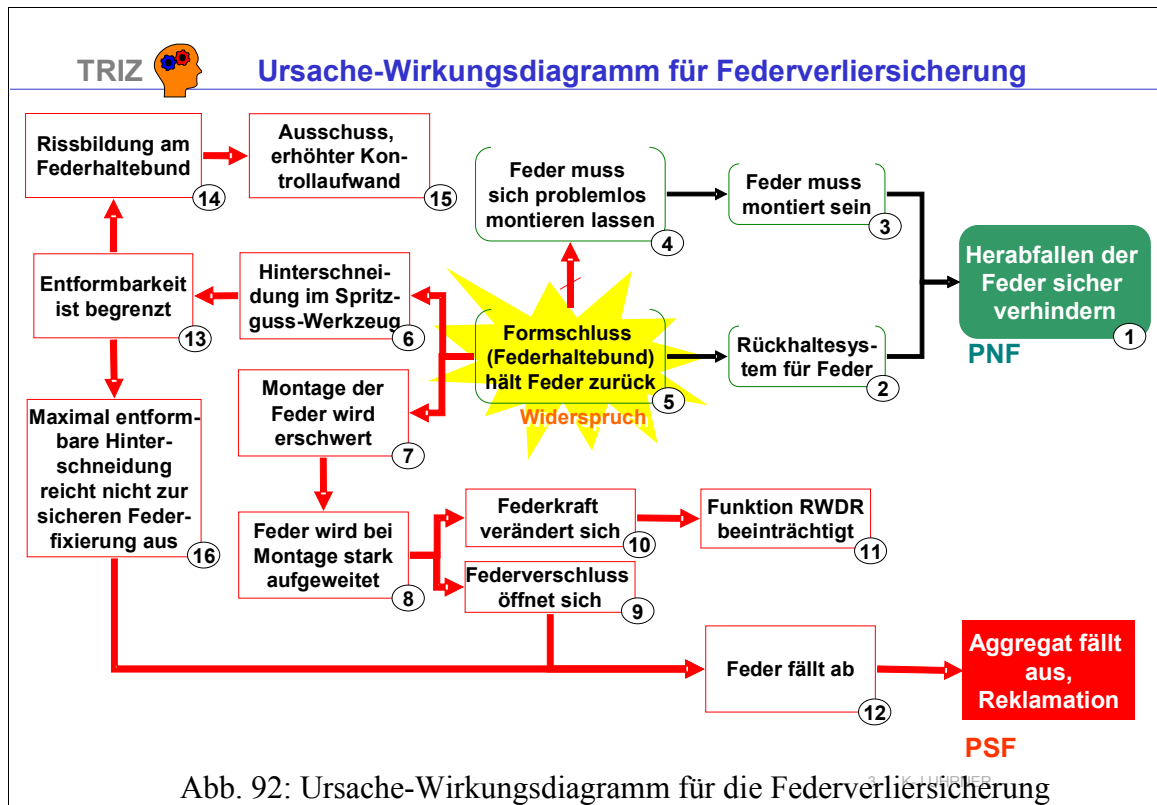 TRIZ
Ursache-Wirkungsdiagramm für Federverliersicherung
Rissbildung am
Federhaltebund
14
Ausschuss,
erhöhter Kon-
trollaufwand
15
Feder muss
sich problemlos
montieren lassen
4
Feder muss
montiert sein
3
Herabfallen der
Feder sicher
verhindern
1
PNF
Entformbarkeit
ist begrenzt
13
Hinterschnei-
dung im Spritz-
guss-Werkzeug
6
Formschluss
(Federhaltebund)
hält Feder zurück
5
Widerspruch
Rückhaltesys-
tem für Feder
2
Montage der
Feder wird
erschwert
7
Maximal entform-
bare Hinter-
schneidung
reicht nicht zur
sicheren Feder-
fixierung aus
16
Feder wird bei
Montage stark
aufgeweitet
8
Federkraft
verändert sich
10
Funktion RWDR
beeinträchtigt
11
Federverschluss
öffnet sich
9
Feder fällt ab
12
Aggregat fällt
aus,
Reklamation
PSF
Abb. 92: Ursache-Wirkungsdiagramm für die Federverliersicherung